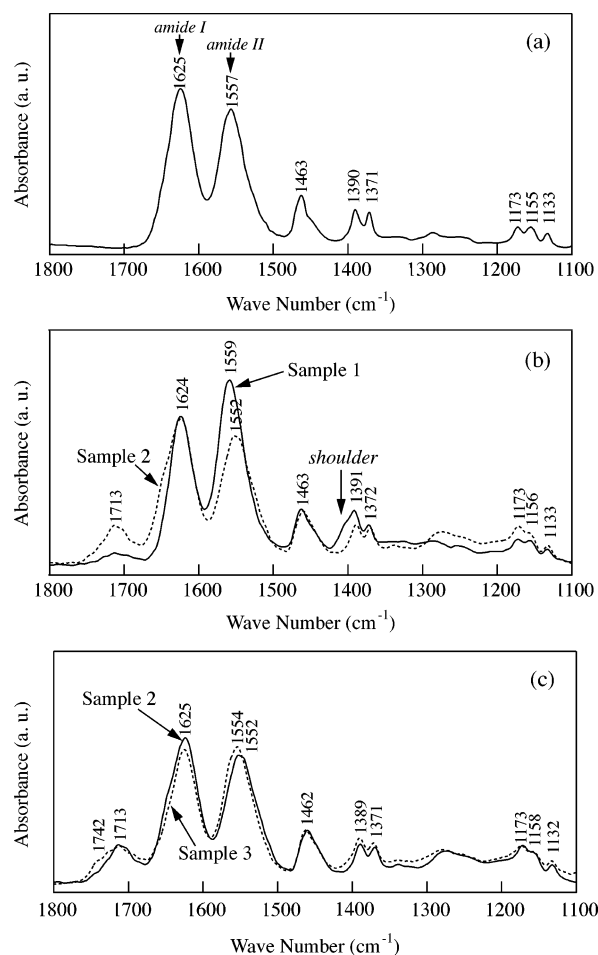 amide I
amide II
(a)
1625
1557
1463
1390
1371
1173
1155
1133
Absorbance (a. u.)
1800 1700 1600 1500 1400 1300 1200 1100
Wave Number (cm⁻¹)
(b)
1559
Sample 1
1624
1552
Sample 2
shoulder
1713
1463
1391
1372
1173
1156
1133
Absorbance (a. u.)
1800 1700 1600 1500 1400 1300 1200 1100
Wave Number (cm⁻¹)
(c)
Sample 2
1625
1554
1552
1742
1713
Sample 3
1462
1389
1371
1173
1158
1132
Absorbance (a. u.)
1800 1700 1600 1500 1400 1300 1200 1100
Wave Number (cm⁻¹)